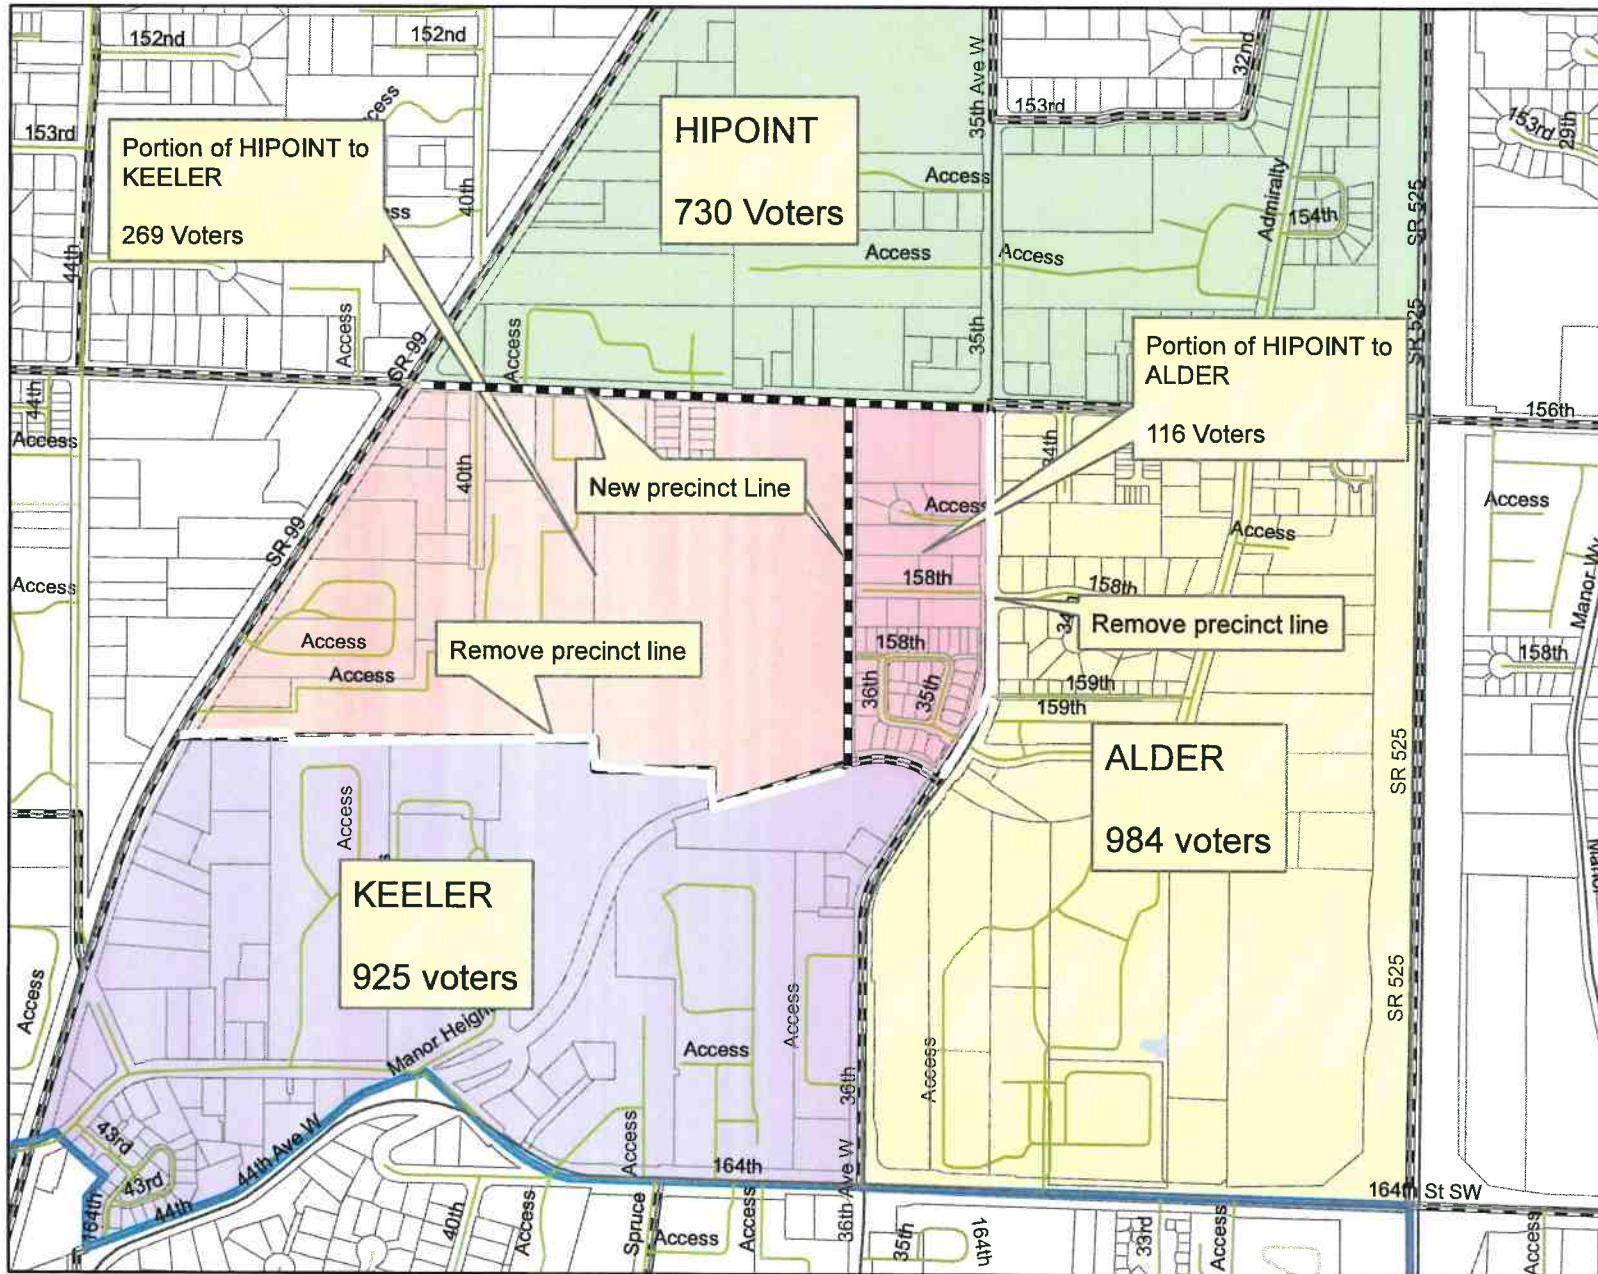 152nd
152nd
35th Ave W
32nd
153rd
153rd
29th
153rd
Portion of HIPOINT to
KEELER
269 Voters
HIPOINT
730 Voters
Access
40th
44th
Admiralty
154th
SR 525
Access
Access
Access
Access
SR-99
35th
SR 525
Portion of HIPOINT to
ALDER
116 Voters
44th
Access
156th
40th
34th
New precinct Line
Access
Access
Access
SR-99
Access
158th
158th
Manor Wy
Remove precinct line
Access
Access
Remove precinct line
158th
158th
36th
35th
159th
159th
ALDER
984 voters
SR 525
Access
KEELER
925 voters
Access
Access
SR 525
Manor Heigh
Access
Access
36th
43rd
43rd
44th Ave W
44th
164th
Access
164th
36th Ave W
164th St SW
40th
Access
Spruce
Access
Access
35th
164th
33rd
Access
Access